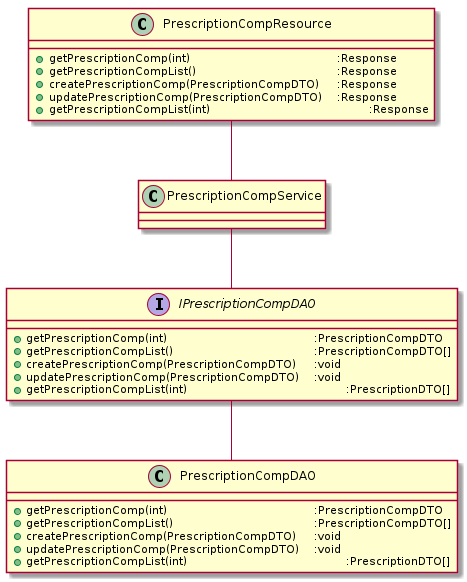 C PrescriptionCompResource
getPrescriptionComp(int) :Response
getPrescriptionCompList() :Response
createPrescriptionComp(PrescriptionCompDTO) :Response
updatePrescriptionComp(PrescriptionCompDTO) :Response
getPrescriptionCompList(int) :Response
C PrescriptionCompService
I IPrescriptionCompDAO
getPrescriptionComp(int) :PrescriptionCompDTO
getPrescriptionCompList() :PrescriptionCompDTO[]
createPrescriptionComp(PrescriptionCompDTO) :void
updatePrescriptionComp(PrescriptionCompDTO) :void
getPrescriptionCompList(int) :PrescriptionDTO[]
C PrescriptionCompDAO
getPrescriptionComp(int) :PrescriptionCompDTO
getPrescriptionCompList() :PrescriptionCompDTO[]
createPrescriptionComp(PrescriptionCompDTO) :void
updatePrescriptionComp(PrescriptionCompDTO) :void
getPrescriptionCompList(int) :PrescriptionDTO[]